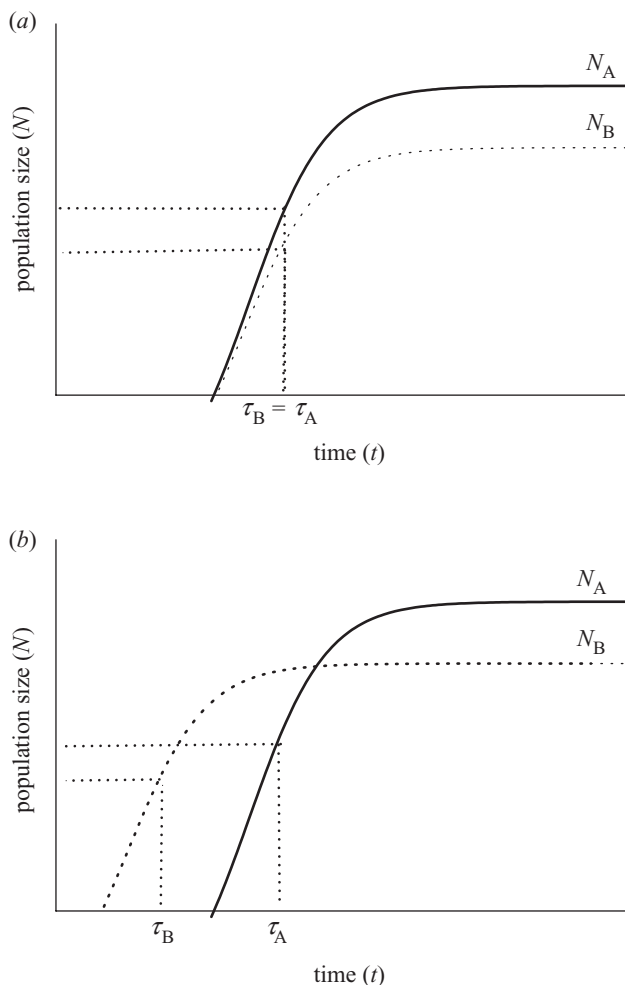 (a)
N_A
N_B
population size (N)
τ_B = τ_A
time (t)
(b)
N_A
N_B
population size (N)
τ_B
τ_A
time (t)